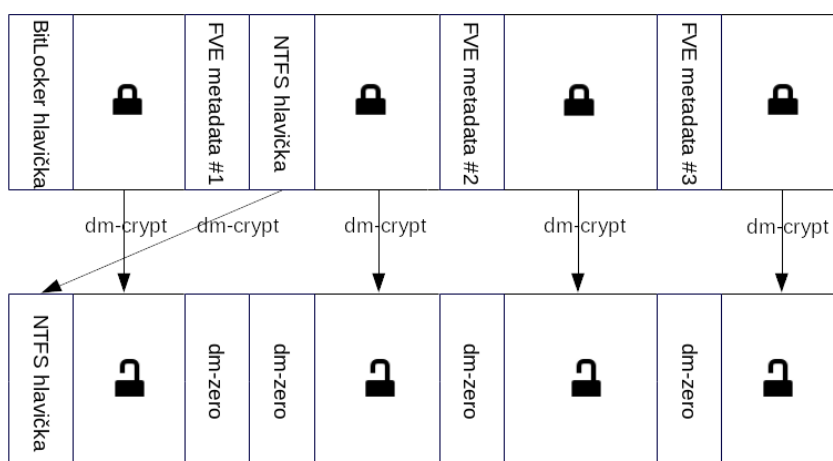 BitLocker hlavička
FVE metadata #1
NTFS hlavička
FVE metadata #2
FVE metadata #3
dm-crypt
dm-crypt
dm-crypt
dm-crypt
dm-crypt
NTFS hlavička
dm-zero
dm-zero
dm-zero
dm-zero